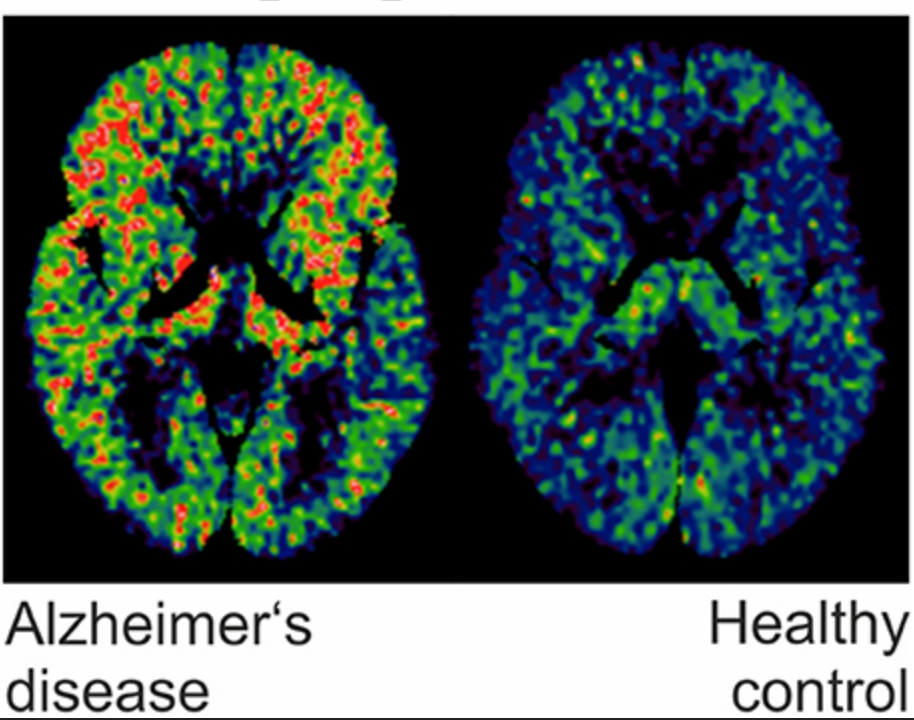 Alzheimer‘s
disease
Healthy
control